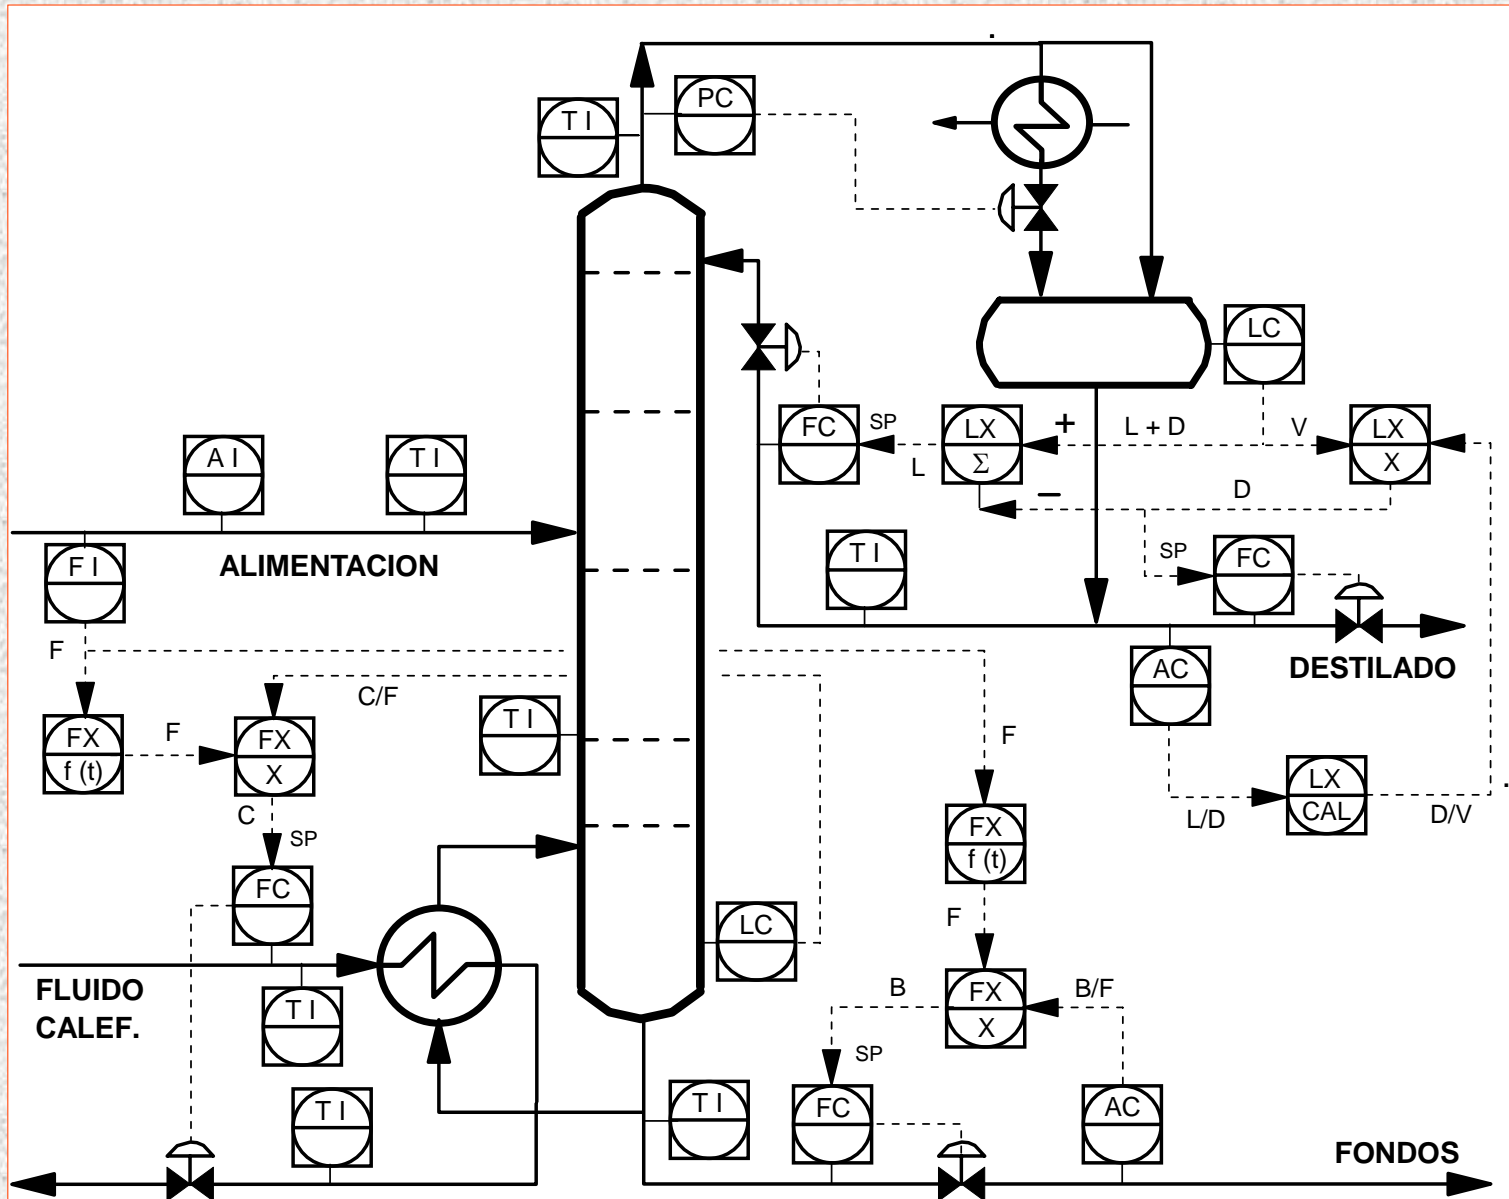 PC
T I
LC
FC
SP
L
LX
Σ
+
L + D
V
LX
X
A I
T I
−
D
ALIMENTACION
F I
T I
SP
FC
F
C/F
DESTILADO
AC
T I
FX
f (t)
F
FX
X
F
C
SP
L/D
LX
CAL
D/V
FX
f (t)
FC
F
LC
FLUIDO
CALEF.
T I
B
FX
X
B/F
SP
T I
T I
FC
AC
FONDOS